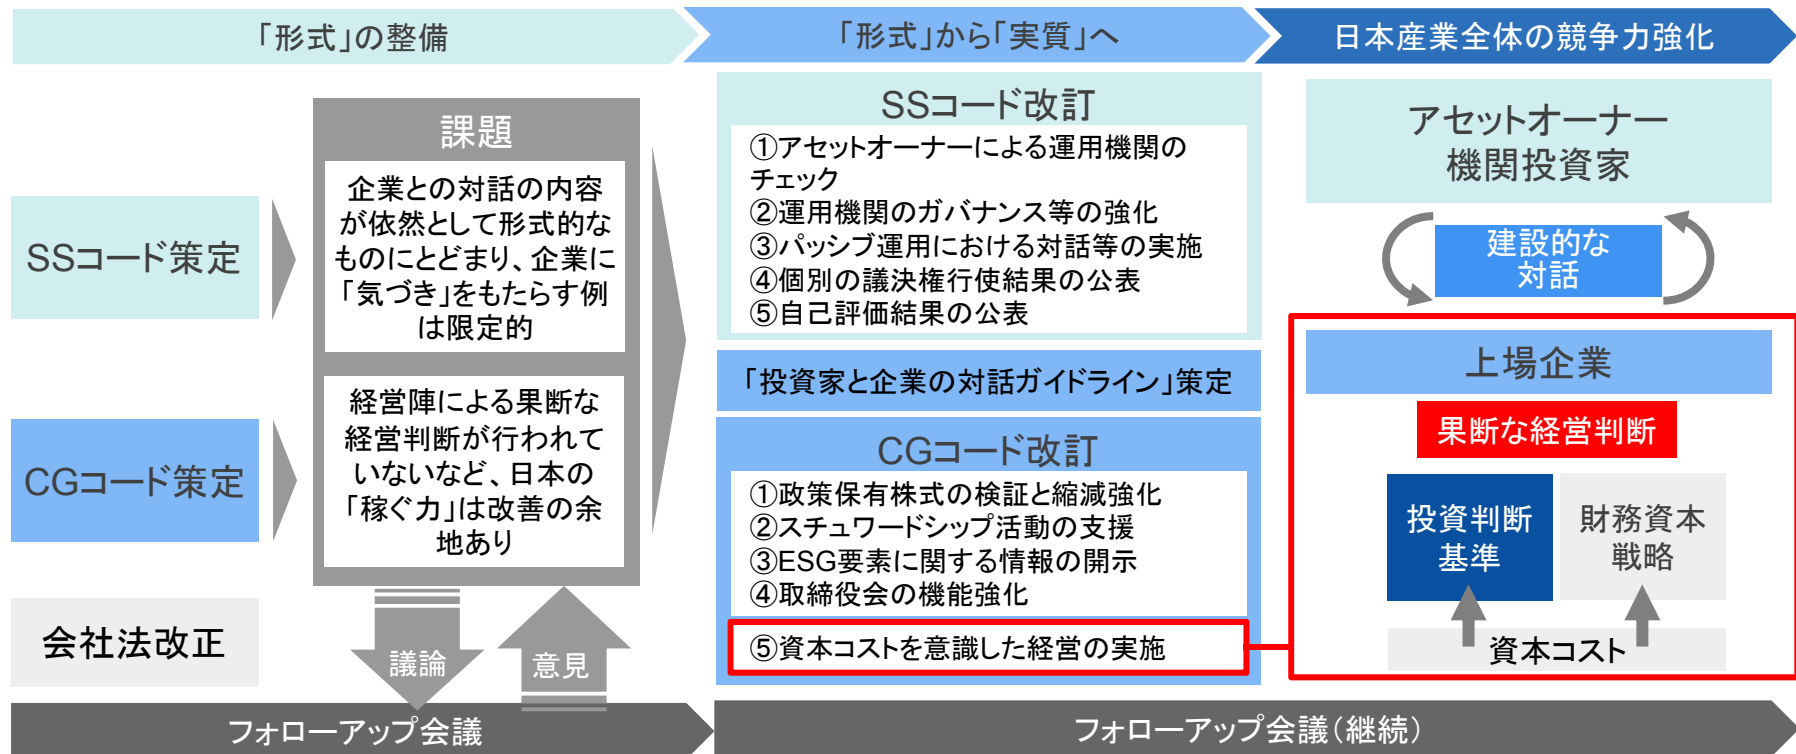 「形式」の整備
「形式」から「実質」へ
日本産業全体の競争力強化
SSコード策定
CGコード策定
会社法改正
課題
企業との対話の内容
が依然として形式的な
ものにとどまり、企業に
「気づき」をもたらす例
は限定的
経営陣による果断な
経営判断が行われて
いないなど、日本の
「稼ぐ力」は改善の余
地あり
議論
意見
SSコード改訂
①アセットオーナーによる運用機関の
チェック
②運用機関のガバナンス等の強化
③パッシブ運用における対話等の実施
④個別の議決権行使結果の公表
⑤自己評価結果の公表
「投資家と企業の対話ガイドライン」策定
CGコード改訂
①政策保有株式の検証と縮減強化
②スチュワードシップ活動の支援
③ESG要素に関する情報の開示
④取締役会の機能強化
⑤資本コストを意識した経営の実施
アセットオーナー
機関投資家
建設的な
対話
上場企業
果断な経営判断
投資判断
基準
財務資本
戦略
資本コスト
フォローアップ会議
フォローアップ会議（継続）